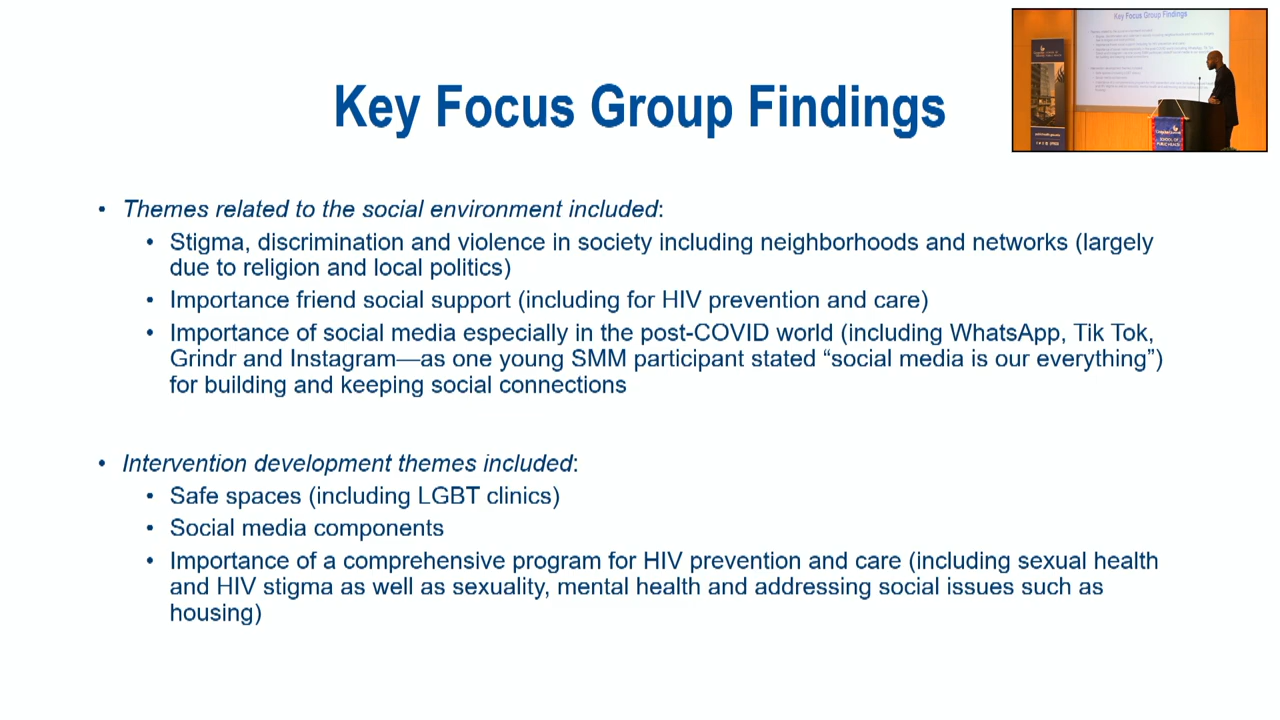 Key Focus Group Findings
Key Focus Group Findings
• Themes related to the social environment included:
• Stigma, discrimination and violence in society including neighborhoods and networks (largely
due to religion and local politics)
• Importance friend social support (including for HIV prevention and care)
• Importance of social media especially in the post-COVID world (including WhatsApp, Tik Tok,
Grindr and Instagram—as one young SMM participant stated “social media is our everything”)
for building and keeping social connections
• Intervention development themes included:
• Safe spaces (including LGBT clinics)
• Social media components
• Importance of a comprehensive program for HIV prevention and care (including sexual health
and HIV stigma as well as sexuality, mental health and addressing social issues such as
housing)
SCHOOL OF
PUBLIC HEALTH